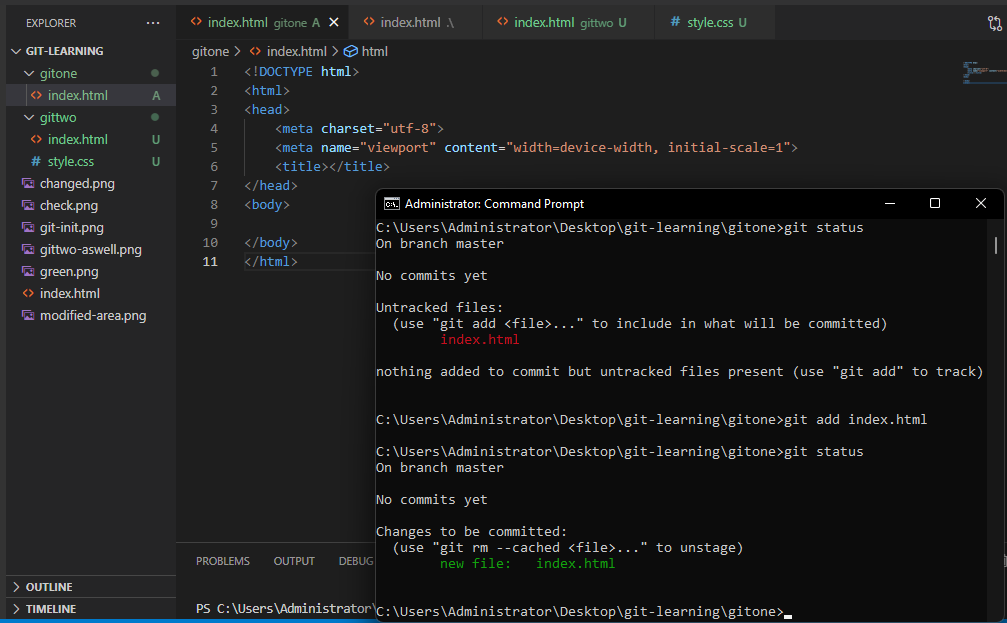 EXPLORER
GIT-LEARNING
gitone
index.html A
gittwo
index.html U
style.css U
changed.png
check.png
git-init.png
gittwo-aswell.png
green.png
index.html
modified-area.png
OUTLINE
TIMELINE
index.html gitone A
index.html .\
index.html gittwo U
style.css U
gitone > index.html > html
1 <!DOCTYPE html>
2 <html>
3 <head>
4 <meta charset="utf-8">
5 <meta name="viewport" content="width=device-width, initial-scale=1">
6 <title></title>
7 </head>
8 <body>
9
10 </body>
11 </html>
PROBLEMS OUTPUT DEBUG
PS C:\Users\Administrator\
Administrator: Command Prompt
C:\Users\Administrator\Desktop\git-learning\gitone>git status
On branch master
No commits yet
Untracked files:
(use "git add <file>..." to include in what will be committed)
index.html
nothing added to commit but untracked files present (use "git add" to track)
C:\Users\Administrator\Desktop\git-learning\gitone>git add index.html
C:\Users\Administrator\Desktop\git-learning\gitone>git status
On branch master
No commits yet
Changes to be committed:
(use "git rm --cached <file>..." to unstage)
new file: index.html
C:\Users\Administrator\Desktop\git-learning\gitone>